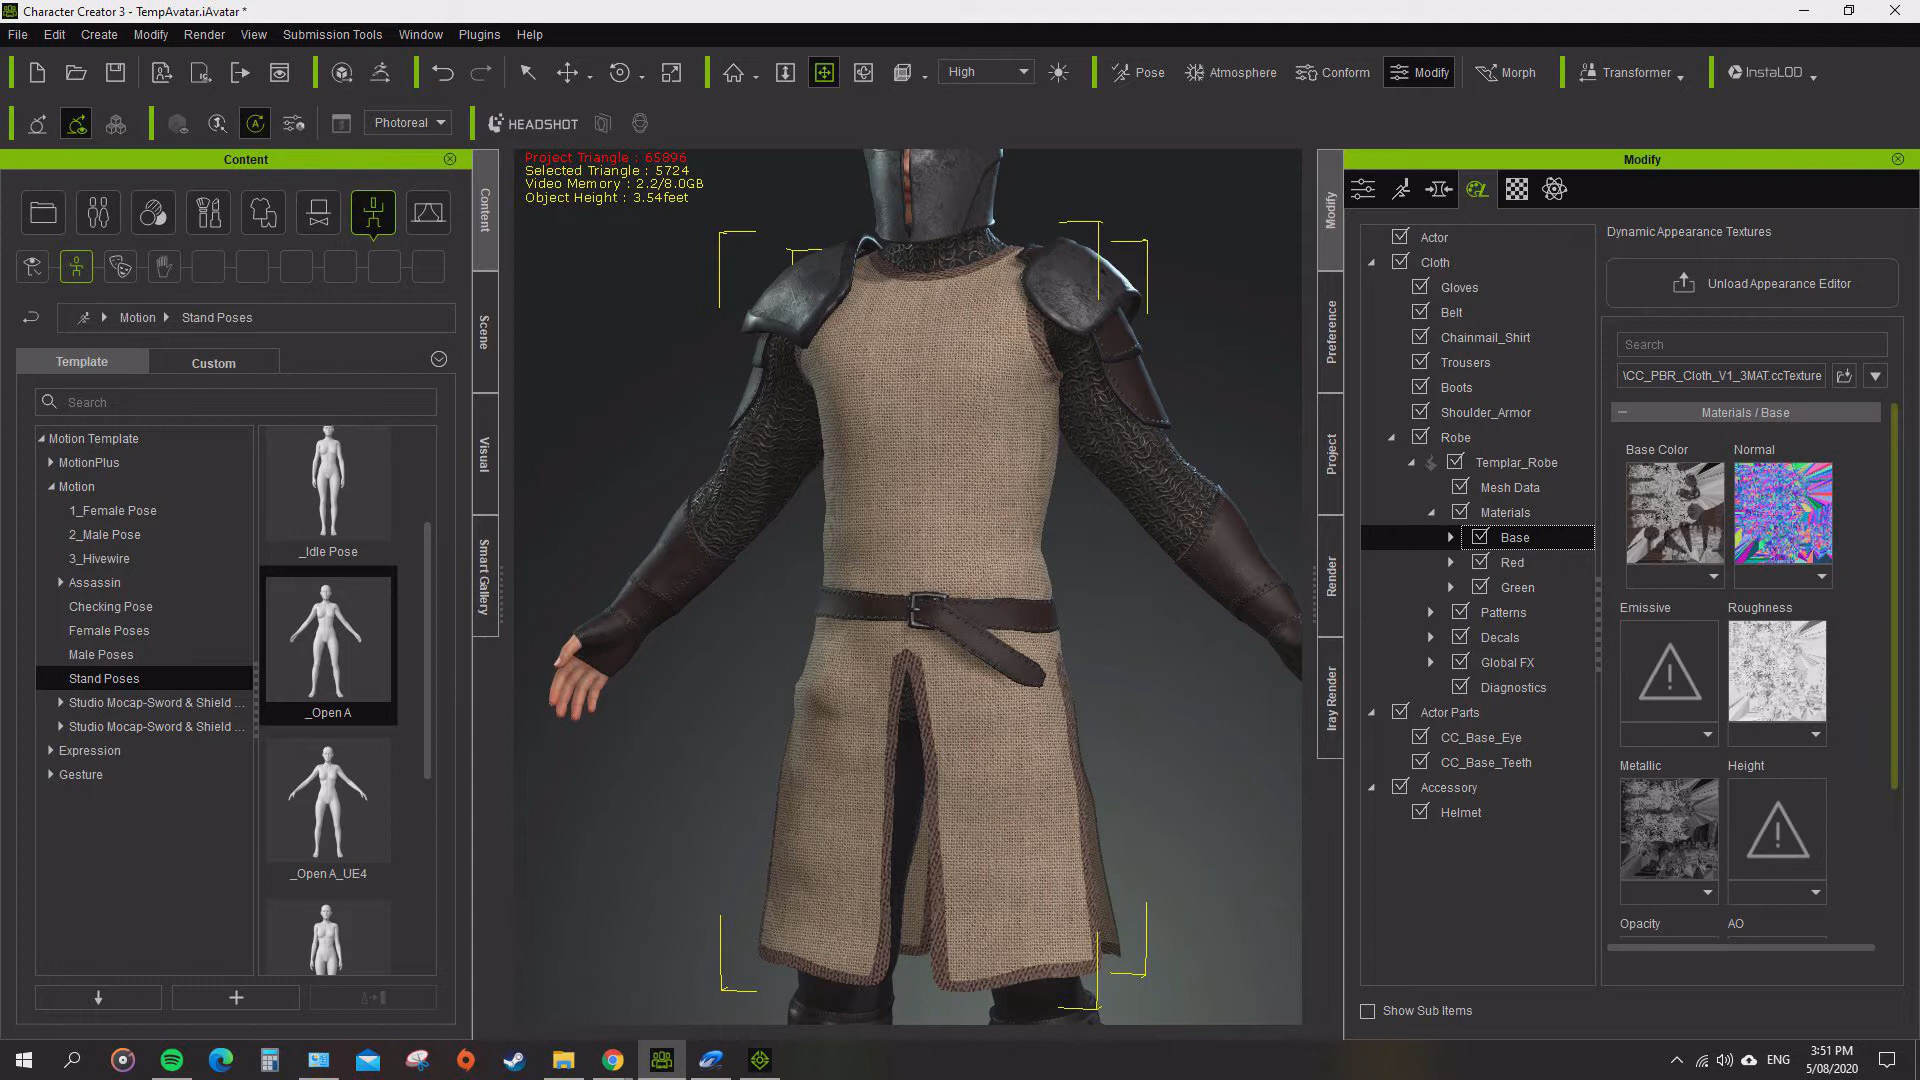 Character Creator 3 - TempAvatar.iAvatar *
File Edit Create Modify Render View Submission Tools Window Plugins Help
High Pose Atmosphere Conform Modify Morph Transformer InstaLOD
Photoreal HEADSHOT
Content
Motion Stand Poses
Template Custom
Search
Motion Template
MotionPlus
Motion
1_Female Pose
2_Male Pose
3_Hivewire
Assassin
Checking Pose
Female Poses
Male Poses
Stand Poses
Studio Mocap-Sword & Shield ...
Studio Mocap-Sword & Shield ...
Expression
Gesture
_Idle Pose
_Open A
_Open A_UE4
Content
Scene
Visual
Smart Gallery
Project Triangle : 65896
Selected Triangle : 5724
Video Memory : 2.2/8.0GB
Object Height : 3.54feet
Modify
Preference
Project
Render
Iray Render
Modify
Actor
Cloth
Gloves
Belt
Chainmail_Shirt
Trousers
Boots
Shoulder_Armor
Robe
Templar_Robe
Mesh Data
Materials
Base
Red
Green
Patterns
Decals
Global FX
Diagnostics
Actor Parts
CC_Base_Eye
CC_Base_Teeth
Accessory
Helmet
Show Sub Items
Dynamic Appearance Textures
Unload Appearance Editor
Search
\CC_PBR_Cloth_V1_3MAT.ccTexture
Materials / Base
Base Color Normal
Emissive Roughness
Metallic Height
Opacity AO
ENG
3:51 PM
5/08/2020